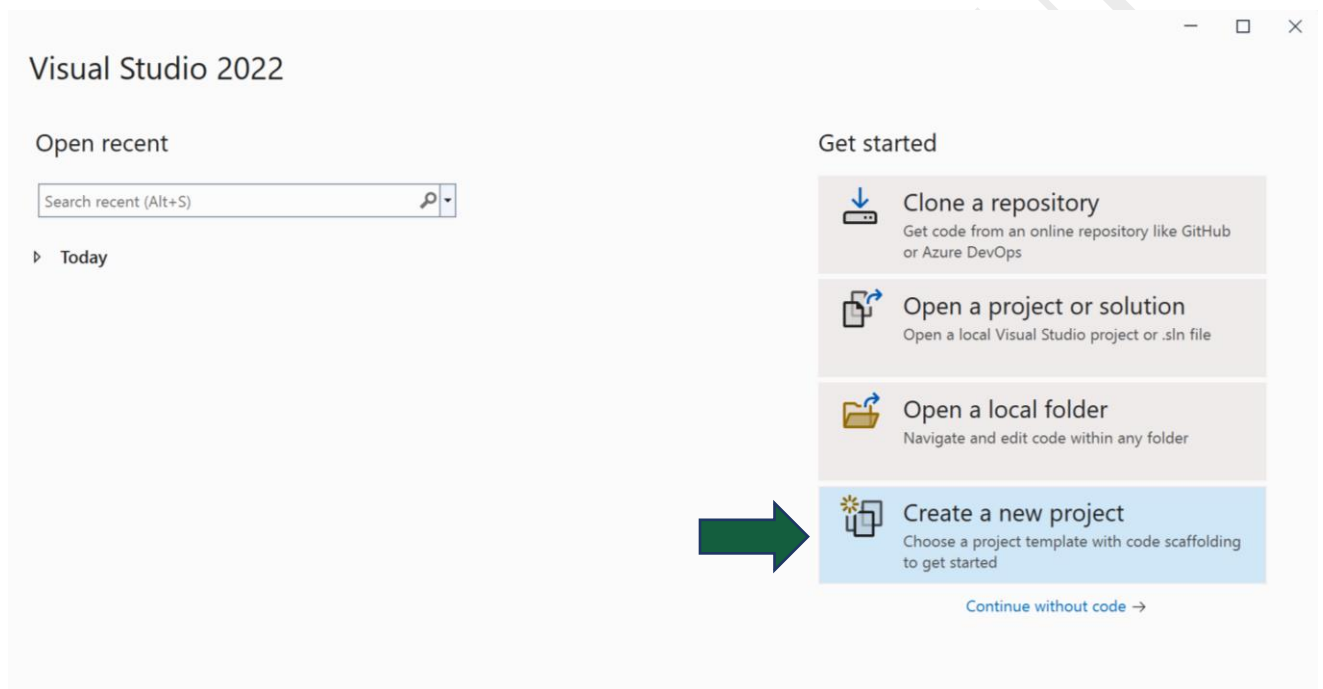 Visual Studio 2022
Open recent
Search recent (Alt+S)
Today
Get started
Clone a repository
Get code from an online repository like GitHub
or Azure DevOps
Open a project or solution
Open a local Visual Studio project or .sln file
Open a local folder
Navigate and edit code within any folder
Create a new project
Choose a project template with code scaffolding
to get started
Continue without code →